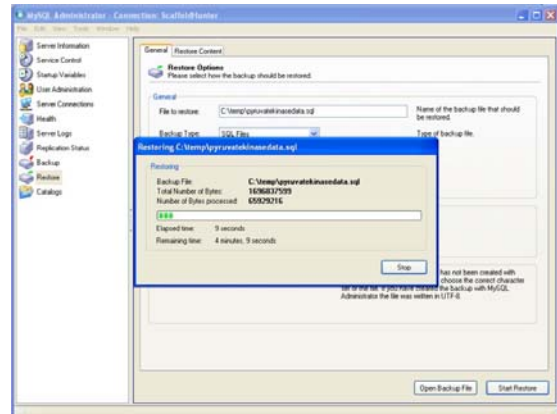 MySQL Administrator - Connection: ScaffoldHunter
File Edit View Tools Window Help
Server Information
Service Control
Startup Variables
User Administration
Server Connections
Health
Server Logs
Replication Status
Backup
Restore
Catalogs
General Restore Content
Restore Options
Please select how the backup should be restored.
General
File to restore: C:\temp\pyruvatekinasedata.sql
Name of the backup file that should be restored.
Backup Type: SQL Files
Type of backup file.
Restoring C:\temp\pyruvatekinasedata.sql
Restoring
Backup File: C:\temp\pyruvatekinasedata.sql
Total Number of Bytes: 1696837599
Number of Bytes processed: 65929216
Elapsed time: 9 seconds
Remaining time: 4 minutes, 9 seconds
Stop
has not been created with
choose the correct character
set of the file. If you have created the backup with MySQL
Administrator the file was written in UTF-8.
Open Backup File Start Restore